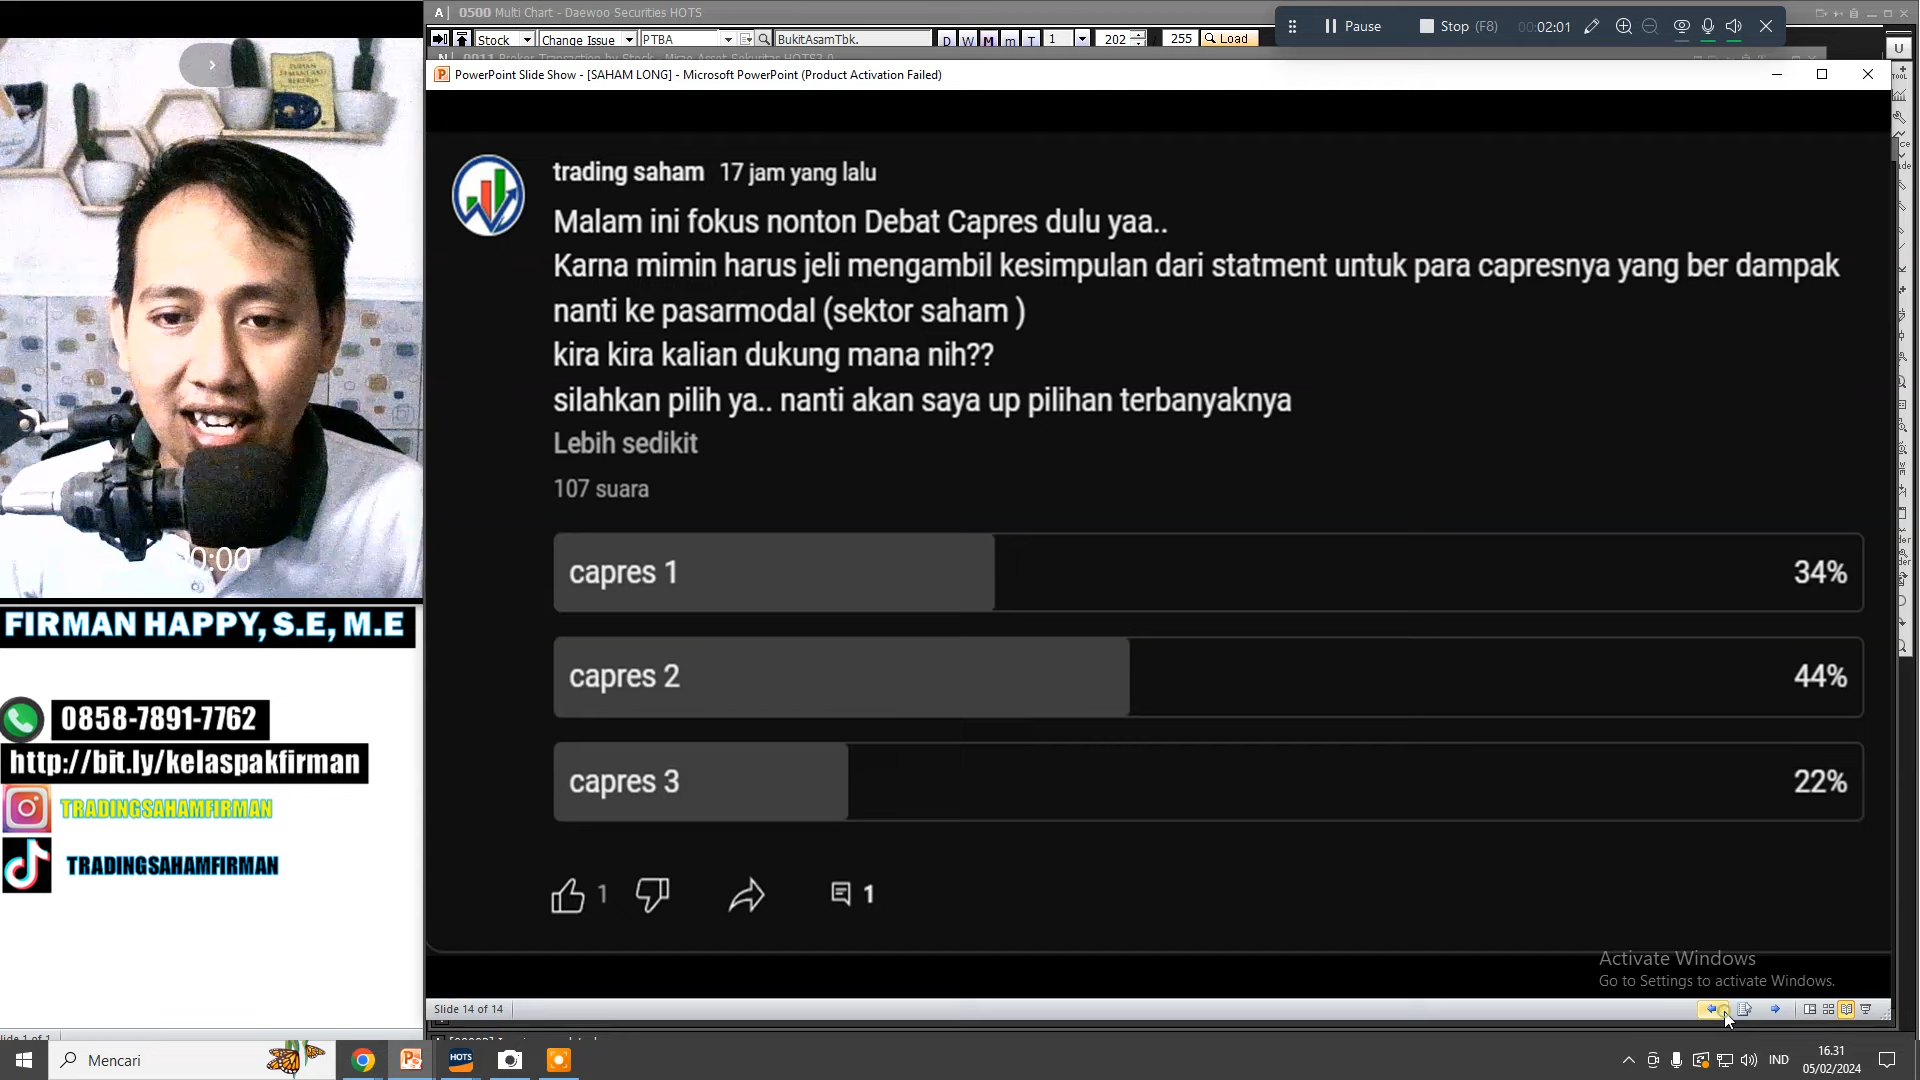 0500 Multi Chart - Daewoo Securities HOTS
Pause
Stop (F8)
00:02:01
Stock
Change Issue
PTBA
BukitAsamTbk.
D W M m T
1
202
255
Load
PowerPoint Slide Show - [SAHAM LONG] - Microsoft PowerPoint (Product Activation Failed)
trading saham 17 jam yang lalu
Malam ini fokus nonton Debat Capres dulu yaa..
Karna mimin harus jeli mengambil kesimpulan dari statment untuk para capresnya yang ber dampak
nanti ke pasarmodal (sektor saham )
kira kira kalian dukung mana nih??
silahkan pilih ya.. nanti akan saya up pilihan terbanyaknya
Lebih sedikit
107 suara
capres 1 34%
capres 2 44%
capres 3 22%
1
1
FIRMAN HAPPY, S.E, M.E
0858-7891-7762
http://bit.ly/kelaspakfirman
TRADINGSAHAMFIRMAN
TRADINGSAHAMFIRMAN
Activate Windows
Go to Settings to activate Windows.
Slide 14 of 14
Mencari
HOTS
IND
16.31
05/02/2024